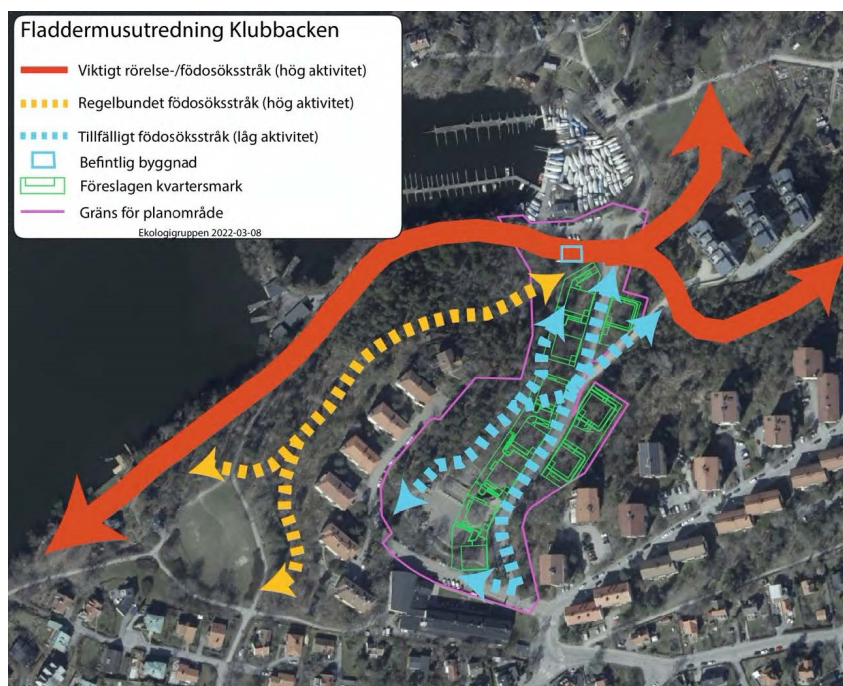 Fladdermusutredning Klubbacken
Viktigt rörelse-/födosöksstråk (hög aktivitet)
Regelbundet födosöksstråk (hög aktivitet)
Tillfälligt födosöksstråk (låg aktivitet)
Befintlig byggnad
Föreslagen kvartersmark
Gräns för planområde
Ekologigruppen 2022-03-08